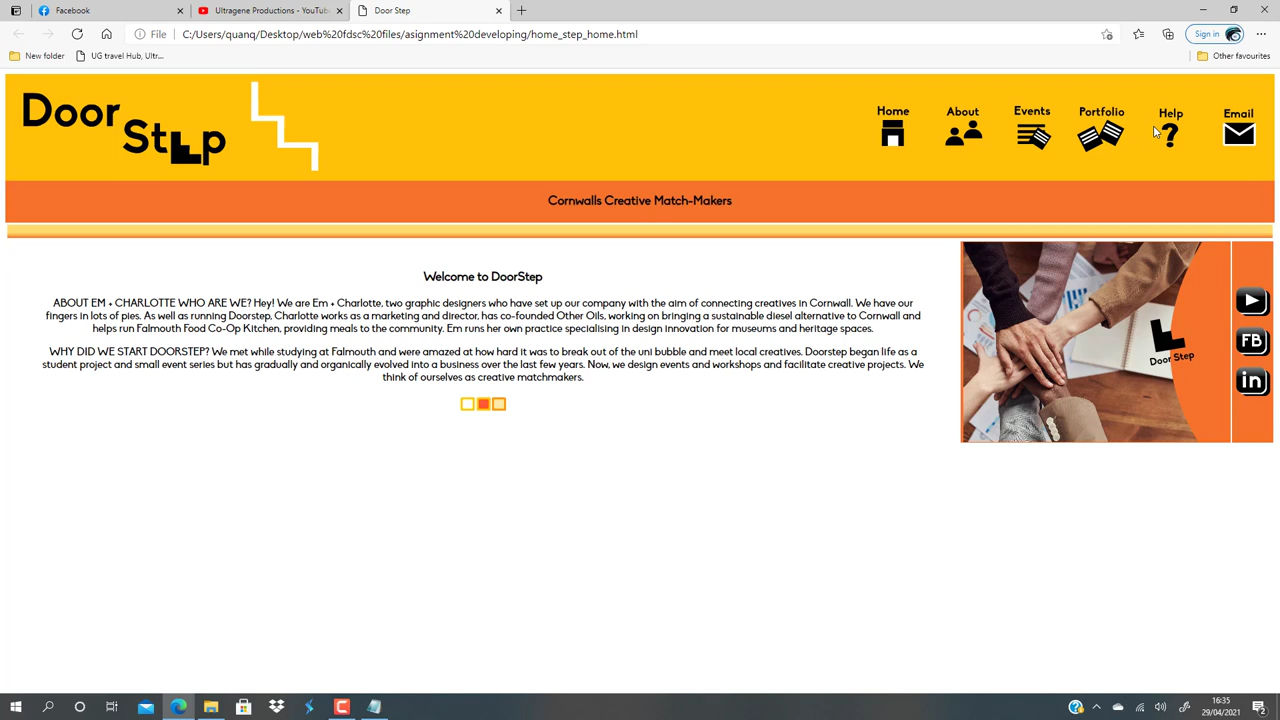 Facebook
Ultragene Productions - YouTub
Door Step
File
C:/Users/quanq/Desktop/web%20fdsc%20files/asignment%20developing/home_step_home.html
Sign in
New folder
UG travel Hub, Ultr...
Other favourites
Door
Step
Home
About
Events
Portfolio
Help
?
Email
Cornwalls Creative Match-Makers
Welcome to DoorStep
ABOUT EM + CHARLOTTE WHO ARE WE? Hey! We are Em + Charlotte, two graphic designers who have set up our company with the aim of connecting creatives in Cornwall. We have our
fingers in lots of pies. As well as running Doorstep, Charlotte works as a marketing and director, has co-founded Other Oils, working on bringing a sustainable diesel alternative to Cornwall and
helps run Falmouth Food Co-Op Kitchen, providing meals to the community. Em runs her own practice specialising in design innovation for museums and heritage spaces.
WHY DID WE START DOORSTEP? We met while studying at Falmouth and were amazed at how hard it was to break out of the uni bubble and meet local creatives. Doorstep began life as a
student project and small event series but has gradually and organically evolved into a business over the last few years. Now, we design events and workshops and facilitate creative projects. We
think of ourselves as creative matchmakers.
Door Step
FB
in
16:35
29/04/2021
2